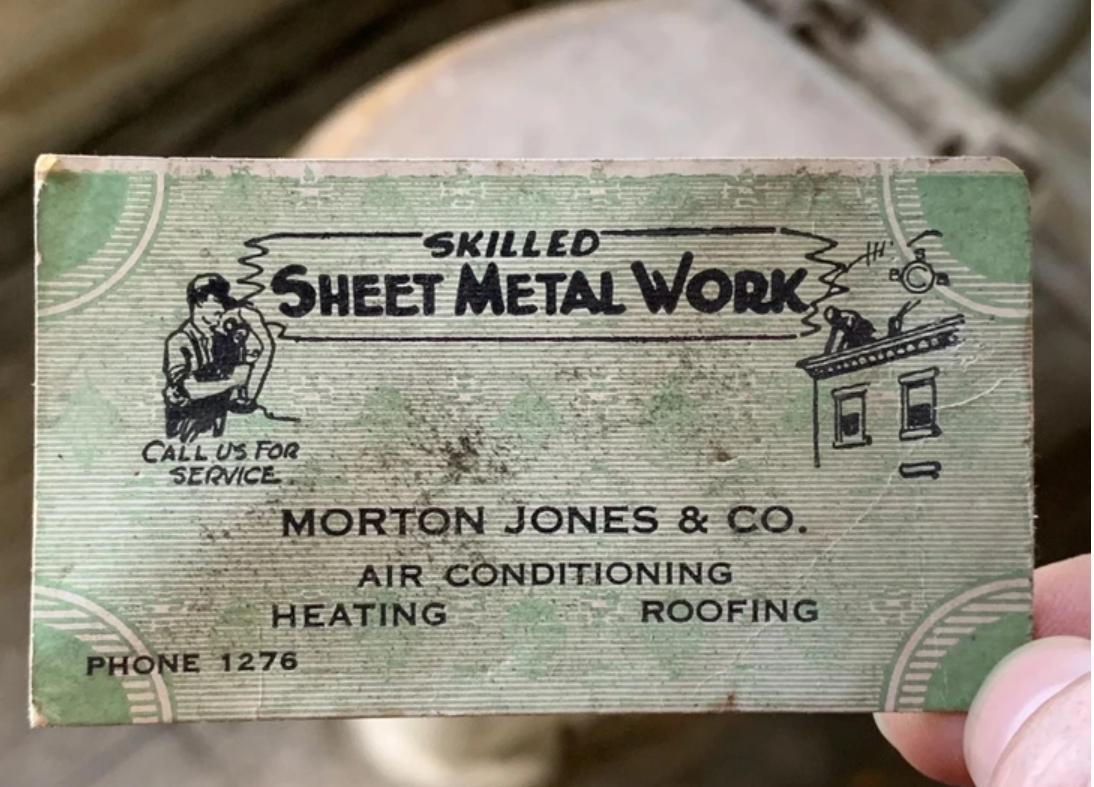 SKILLED
SHEET METAL WORK
CALL US FOR
SERVICE
MORTON JONES & CO.
AIR CONDITIONING
HEATING ROOFING
PHONE 1276